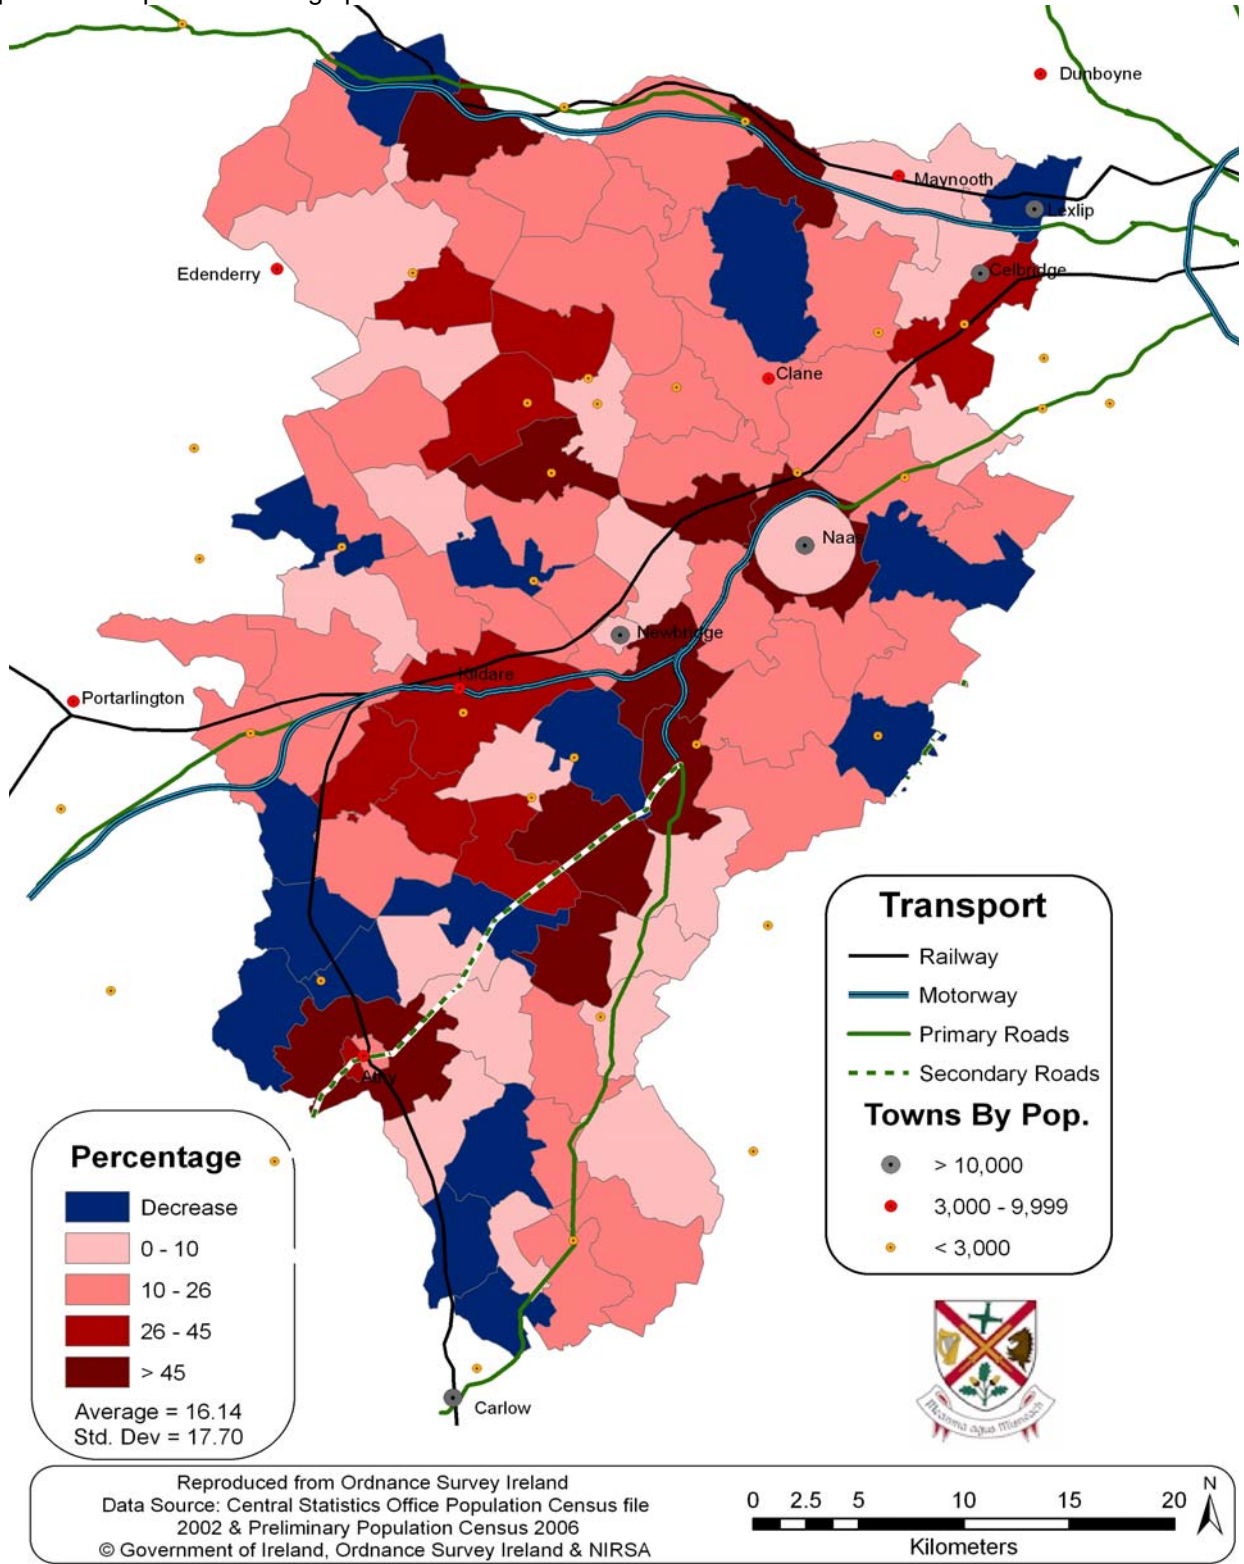 Dunboyne
Maynooth
Lexlip
Edenderry
Celbridge
Clane
Naas
Newbridge
Kildare
Portarlington
Athy
Carlow
Transport
Railway
Motorway
Primary Roads
Secondary Roads
Towns By Pop.
> 10,000
3,000 - 9,999
< 3,000
Percentage
Decrease
0 - 10
10 - 26
26 - 45
> 45
Average = 16.14
Std. Dev = 17.70
Meanma agus Misneach
Reproduced from Ordnance Survey Ireland
Data Source: Central Statistics Office Population Census file
2002 & Preliminary Population Census 2006
© Government of Ireland, Ordnance Survey Ireland & NIRSA
0 2.5 5 10 15 20
Kilometers
N